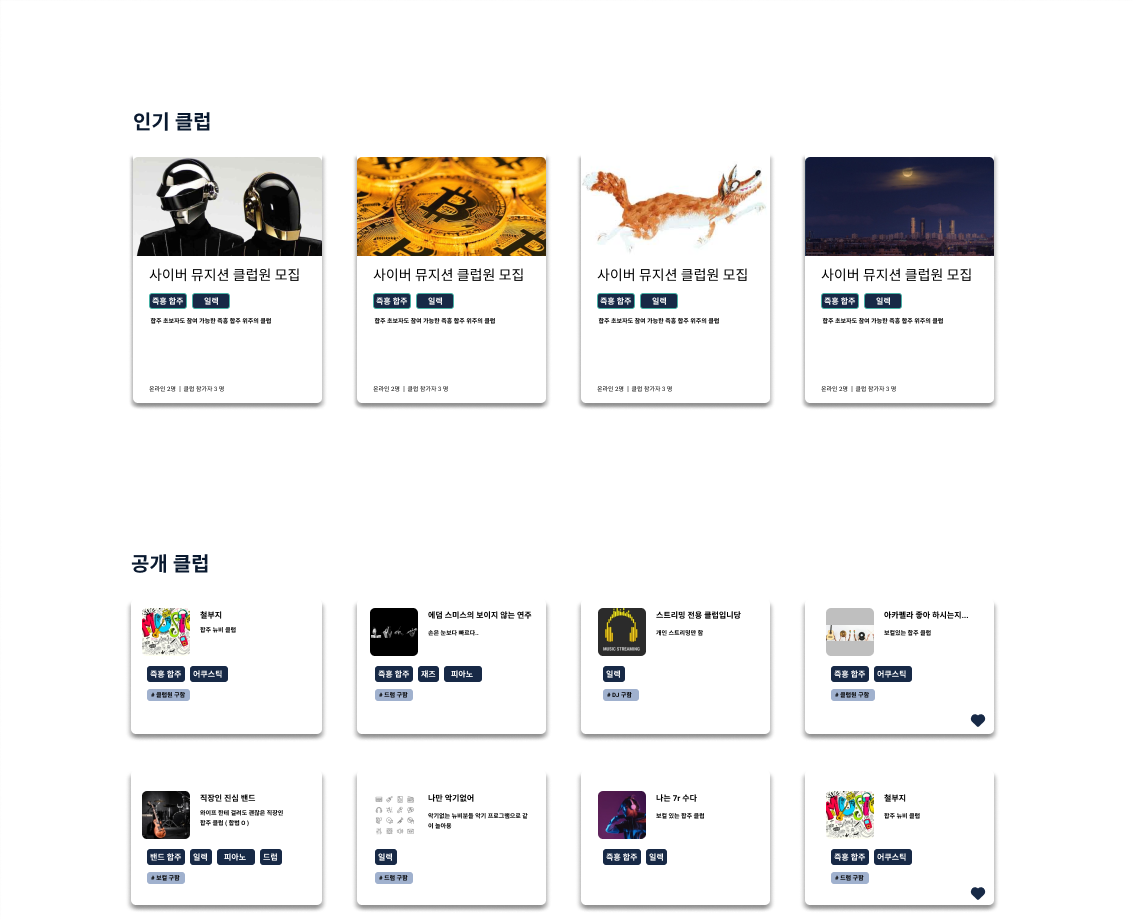 인기 클럽
사이버 뮤지션 클럽원 모집
즉흥 합주 일렉
합주 초보자도 참여 가능한 즉흥 합주 위주의 클럽
온라인 2명 | 클럽 참가자 3 명
사이버 뮤지션 클럽원 모집
즉흥 합주 일렉
합주 초보자도 참여 가능한 즉흥 합주 위주의 클럽
온라인 2명 | 클럽 참가자 3 명
사이버 뮤지션 클럽원 모집
즉흥 합주 일렉
합주 초보자도 참여 가능한 즉흥 합주 위주의 클럽
온라인 2명 | 클럽 참가자 3 명
사이버 뮤지션 클럽원 모집
즉흥 합주 일렉
합주 초보자도 참여 가능한 즉흥 합주 위주의 클럽
온라인 2명 | 클럽 참가자 3 명
공개 클럽
MUSIC
철부지
합주 뉴비 클럽
즉흥 합주 어쿠스틱
# 클럽원 구함
에덤 스미스의 보이지 않는 연주
손은 눈보다 빠르다..
즉흥 합주 재즈 피아노
# 드럼 구함
MUSIC STREAMING
스트리밍 전용 클럽입니당
개인 스트리밍만 함
일렉
# DJ 구함
아카펠라 좋아 하시는지...
보컬있는 합주 클럽
즉흥 합주 어쿠스틱
# 클럽원 구함
직장인 진심 밴드
와이프 한테 걸려도 괜찮은 직장인
합주 클럽 ( 합법 O )
밴드 합주 일렉 피아노 드럼
# 보컬 구함
나만 악기없어
악기없는 뉴비분들 악기 프로그램으로 같
이 놀아용
일렉
# 드럼 구함
나는 7r 수다
보컬 있는 합주 클럽
즉흥 합주 일렉
MUSIC
철부지
합주 뉴비 클럽
즉흥 합주 어쿠스틱
# 드럼 구함